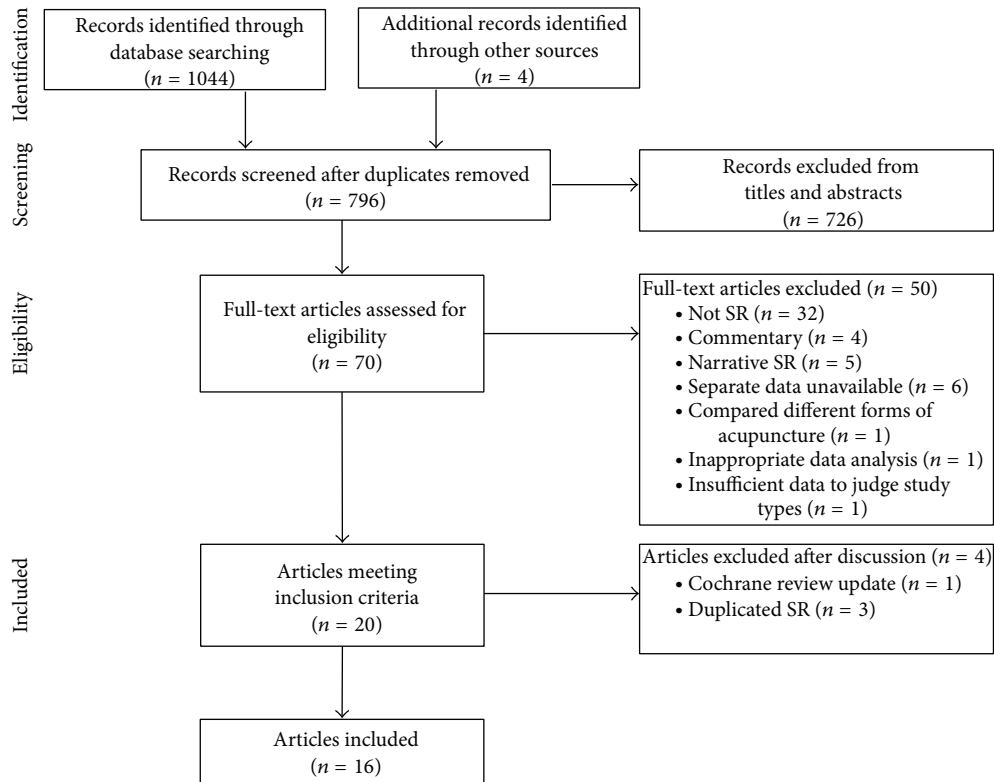 Identification
Records identified through
database searching
(n = 1044)
Additional records identified
through other sources
(n = 4)
Screening
Records screened after duplicates removed
(n = 796)
Records excluded from
titles and abstracts
(n = 726)
Eligibility
Full-text articles assessed for
eligibility
(n = 70)
Full-text articles excluded (n = 50)
• Not SR (n = 32)
• Commentary (n = 4)
• Narrative SR (n = 5)
• Separate data unavailable (n = 6)
• Compared different forms of
acupuncture (n = 1)
• Inappropriate data analysis (n = 1)
• Insufficient data to judge study
types (n = 1)
Included
Articles meeting
inclusion criteria
(n = 20)
Articles excluded after discussion (n = 4)
• Cochrane review update (n = 1)
• Duplicated SR (n = 3)
Articles included
(n = 16)